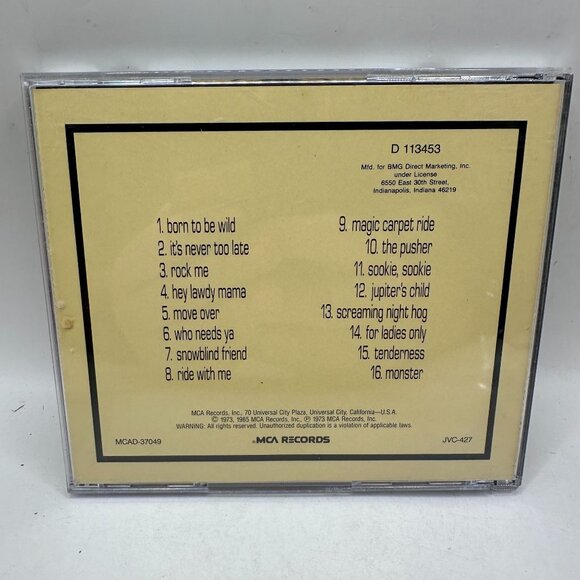 D 113453
Mfd. for BMG Direct Marketing, Inc.
under License
6550 East 30th Street,
Indianapolis, Indiana 46219
1. born to be wild
2. it's never too late
3. rock me
4. hey lawdy mama
5. move over
6. who needs ya
7. snowblind friend
8. ride with me
9. magic carpet ride
10. the pusher
11. sookie, sookie
12. jupiter's child
13. screaming night hog
14. for ladies only
15. tenderness
16. monster
MCA Records, Inc., 70 Universal City Plaza, Universal City, California—U.S.A.
© 1973, 1985 MCA Records, Inc., ℗ 1973 MCA Records, Inc.
WARNING: All rights reserved. Unauthorized duplication is a violation of applicable laws.
MCAD-37049
MCA RECORDS
JVC-427